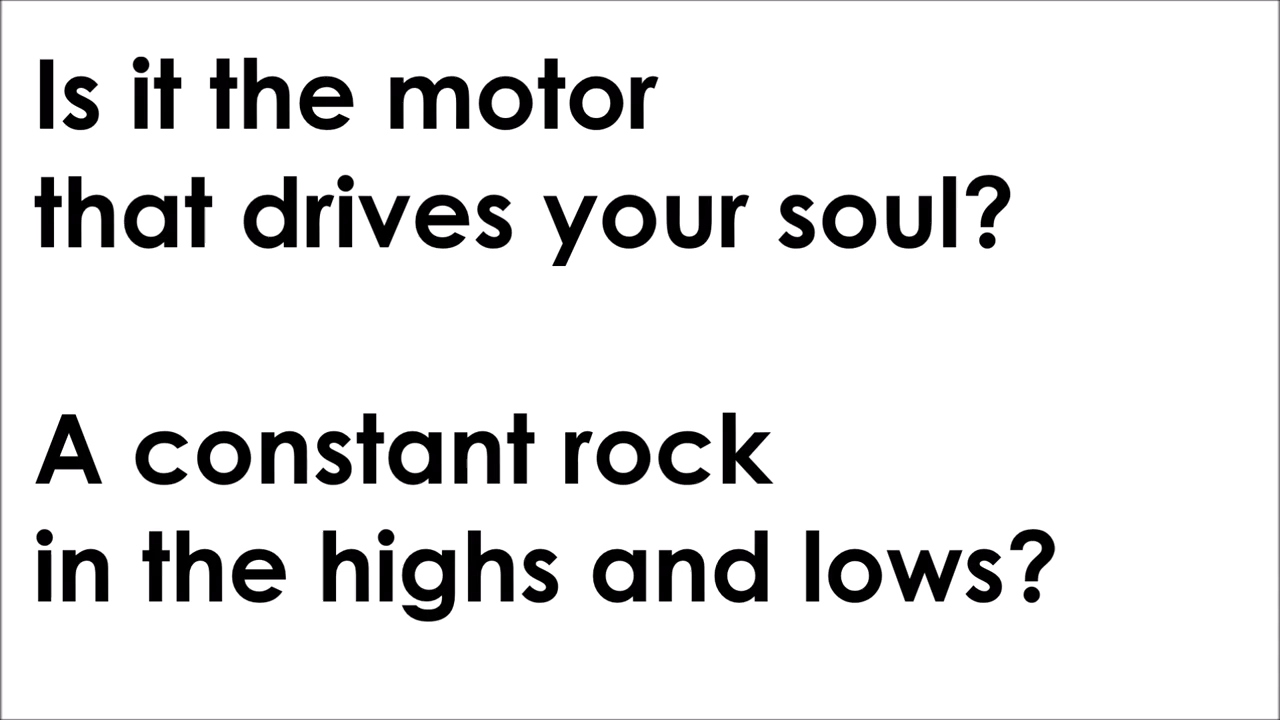 Is it the motor
that drives your soul?
A constant rock
in the highs and lows?